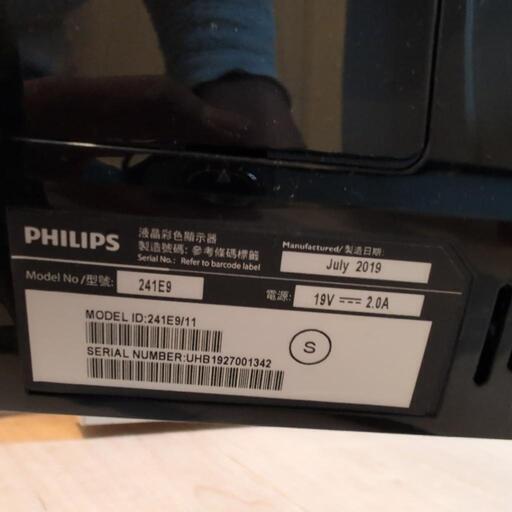 PHILIPS
液晶彩色顯示器
製造號碼: 參考條碼標籤
Serial No.: Refer to barcode label
Manufactured/製造日期:
July 2019
Model No/型號:
241E9
電源:
19V ⎓ 2.0A
MODEL ID:241E9/11
SERIAL NUMBER:UHB1927001342
S